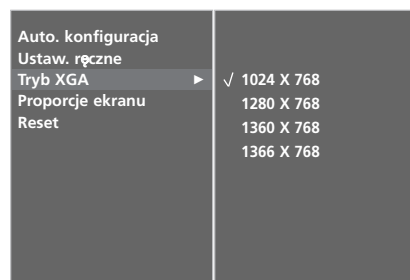 Auto. konfiguracja
Ustaw. ręczne
Tryb XGA ► √ 1024 X 768
Proporcje ekranu 1280 X 768
Reset 1360 X 768
1366 X 768